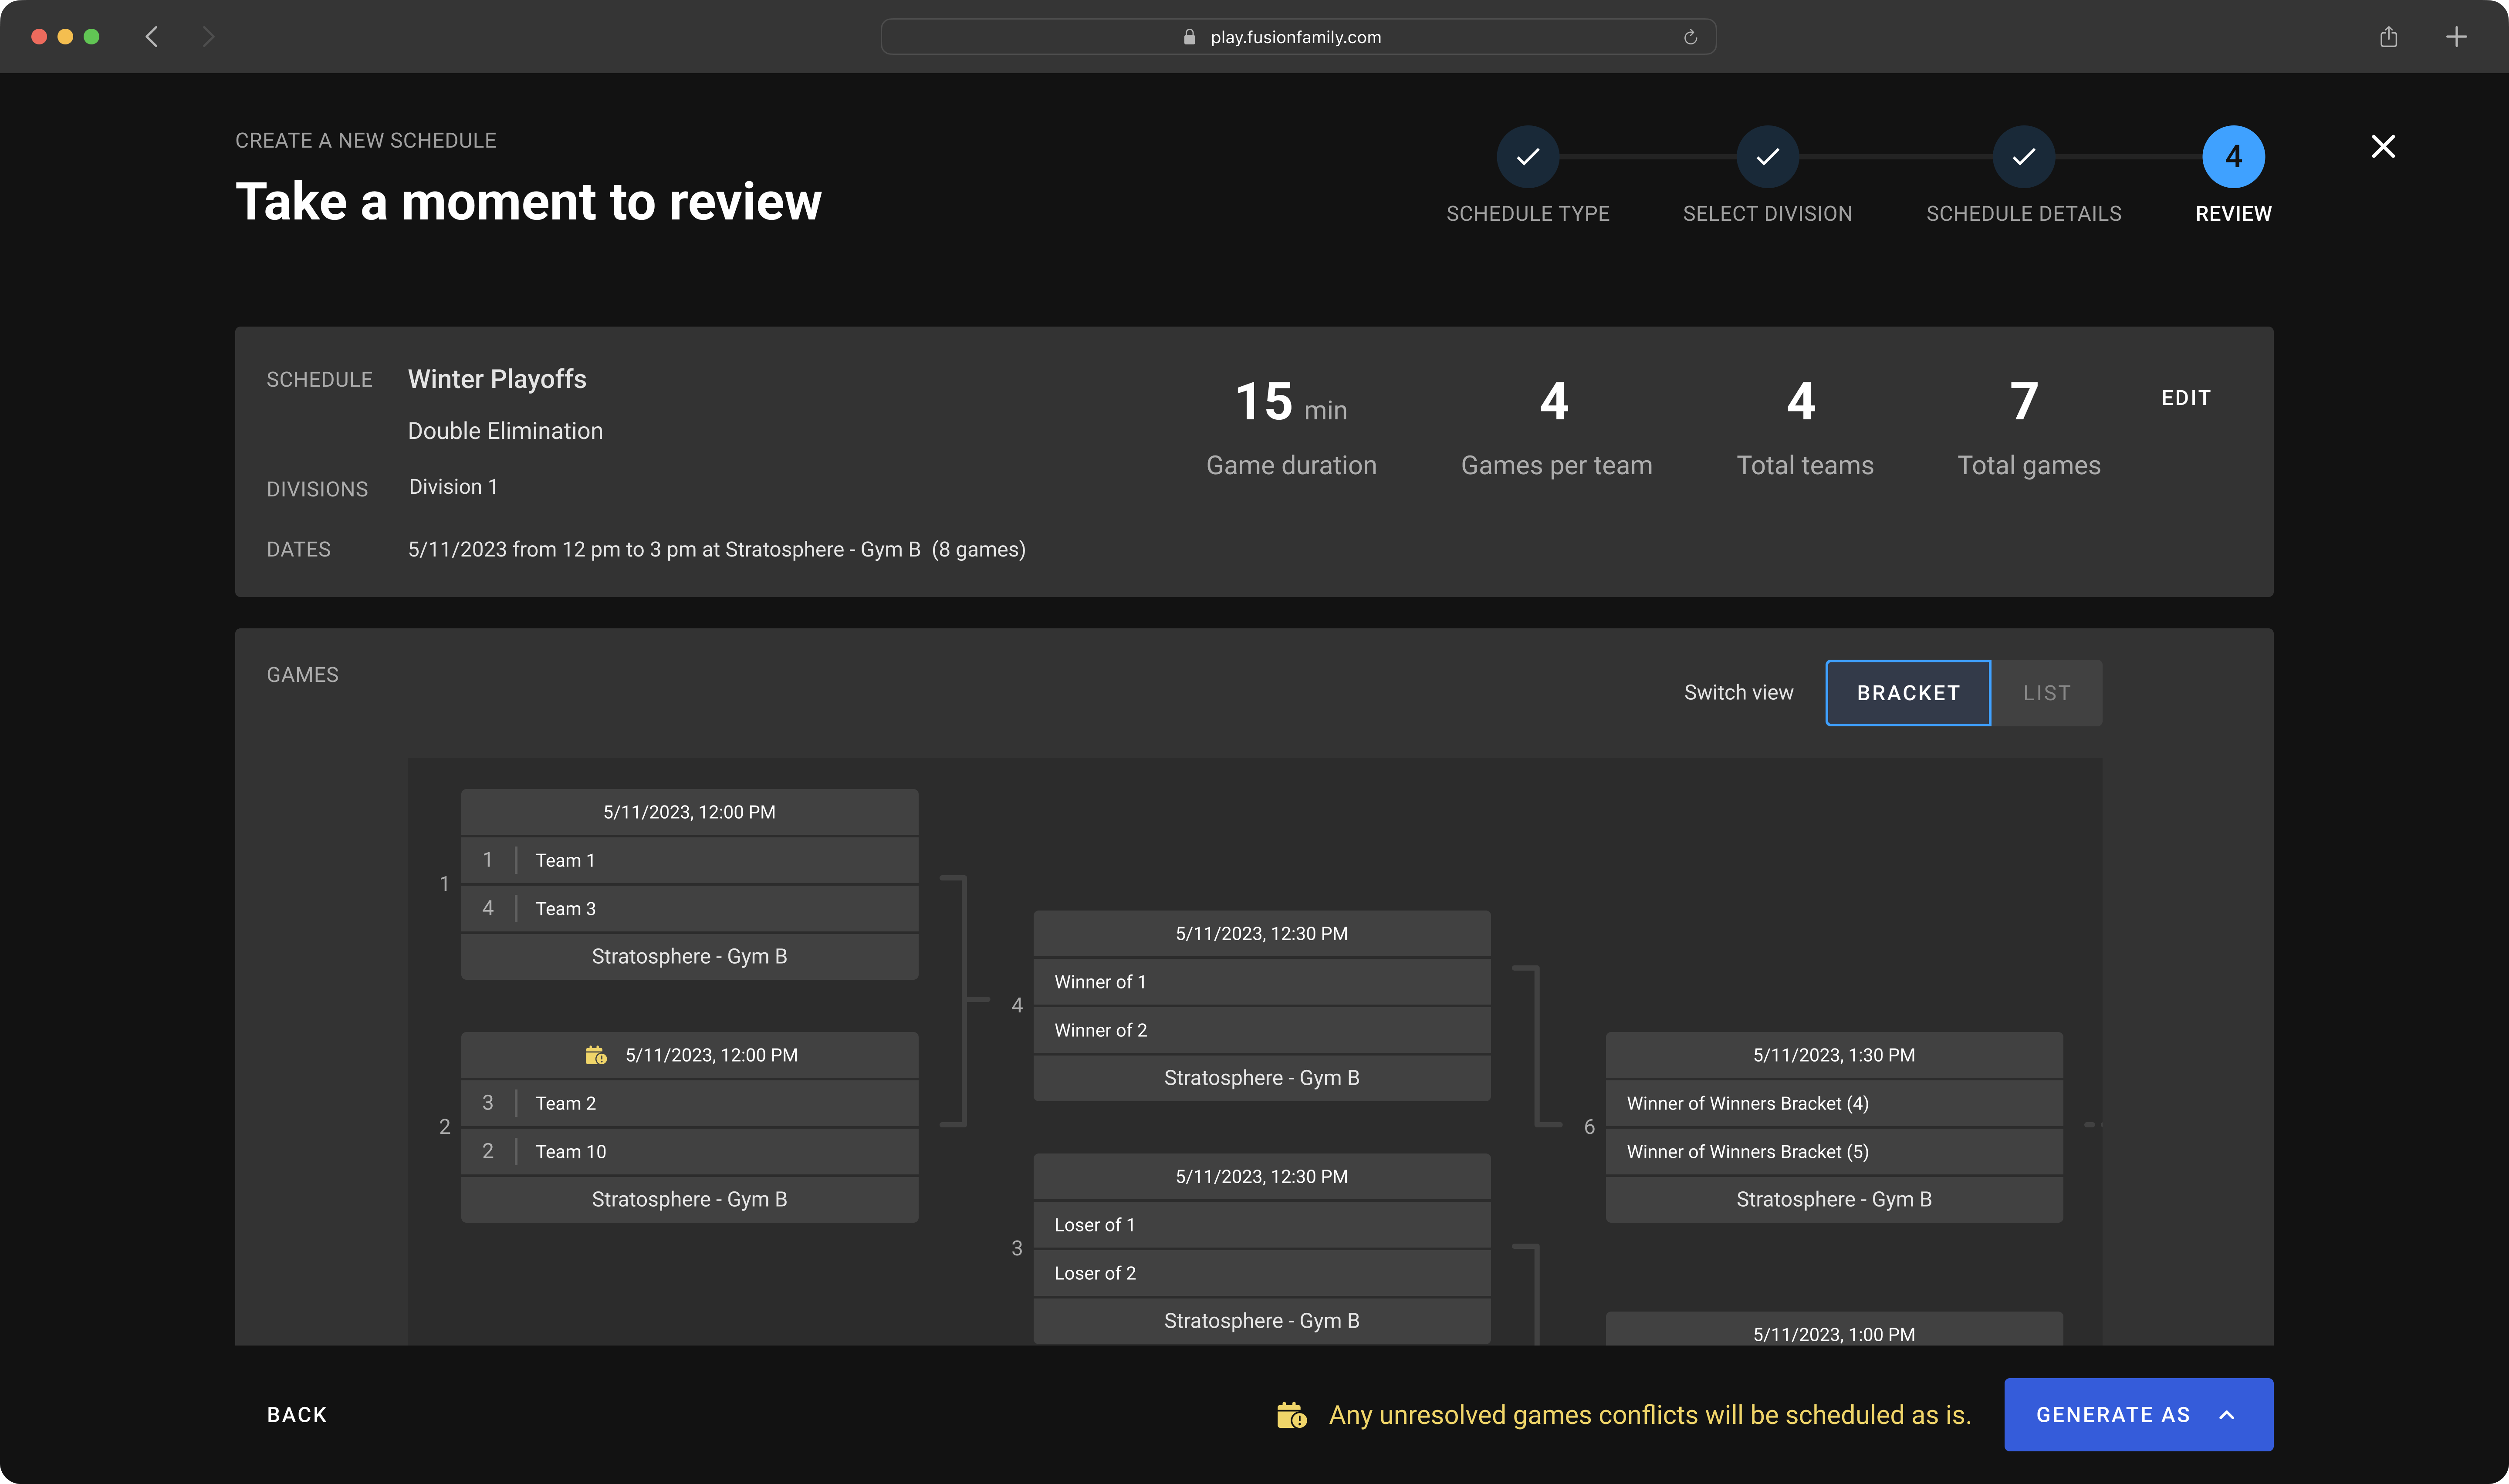 play.fusionfamily.com
CREATE A NEW SCHEDULE
Take a moment to review
4
SCHEDULE TYPE
SELECT DIVISION
SCHEDULE DETAILS
REVIEW
SCHEDULE
Winter Playoffs
Double Elimination
DIVISIONS
Division 1
DATES
5/11/2023 from 12 pm to 3 pm at Stratosphere - Gym B (8 games)
15 min
Game duration
4
Games per team
4
Total teams
7
Total games
EDIT
GAMES
Switch view
BRACKET
LIST
1
5/11/2023, 12:00 PM
1 Team 1
4 Team 3
Stratosphere - Gym B
2
5/11/2023, 12:00 PM
3 Team 2
2 Team 10
Stratosphere - Gym B
4
5/11/2023, 12:30 PM
Winner of 1
Winner of 2
Stratosphere - Gym B
3
5/11/2023, 12:30 PM
Loser of 1
Loser of 2
Stratosphere - Gym B
6
5/11/2023, 1:30 PM
Winner of Winners Bracket (4)
Winner of Winners Bracket (5)
Stratosphere - Gym B
5/11/2023, 1:00 PM
BACK
Any unresolved games conflicts will be scheduled as is.
GENERATE AS